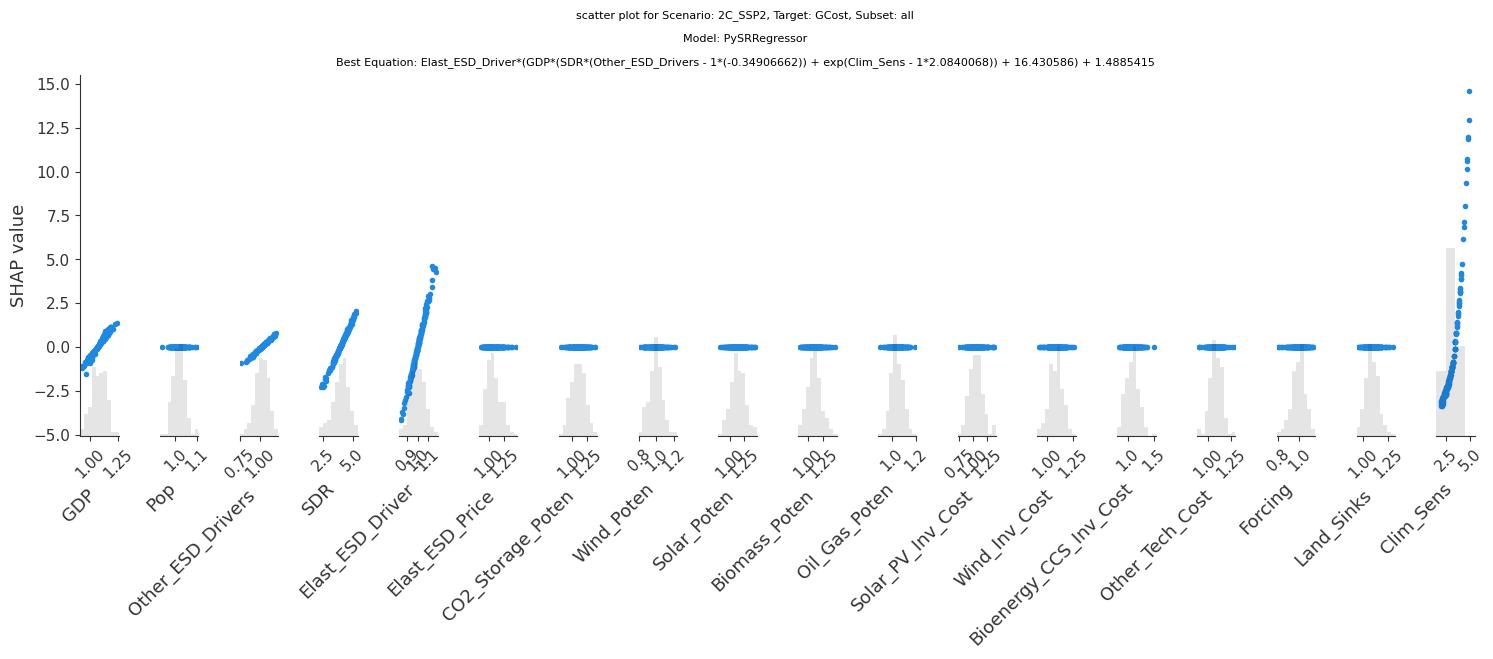 scatter plot for Scenario: 2C_SSP2, Target: GCost, Subset: all
Model: PySRRegressor
Best Equation: Elast_ESD_Driver*(GDP*(SDR*(Other_ESD_Drivers - 1*(-0.34906662)) + exp(Clim_Sens - 1*2.0840068)) + 16.430586) + 1.4885415
SHAP value
15.0
12.5
10.0
7.5
5.0
2.5
0.0
−2.5
−5.0
1.00 1.25
1.0 1.1
0.75 1.00
2.5 5.0
0.9 1.0 1.1
1.00 1.25
1.00 1.25
0.8 1.0 1.2
1.00 1.25
1.00 1.25
1.0 1.2
0.75 1.00 1.25
1.00 1.25
1.0 1.5
1.00 1.25
0.8 1.0
1.00 1.25
2.5 5.0
GDP
Pop
Other_ESD_Drivers
SDR
Elast_ESD_Driver
Elast_ESD_Price
CO2_Storage_Poten
Wind_Poten
Solar_Poten
Biomass_Poten
Oil_Gas_Poten
Solar_PV_Inv_Cost
Wind_Inv_Cost
Bioenergy_CCS_Inv_Cost
Other_Tech_Cost
Forcing
Land_Sinks
Clim_Sens